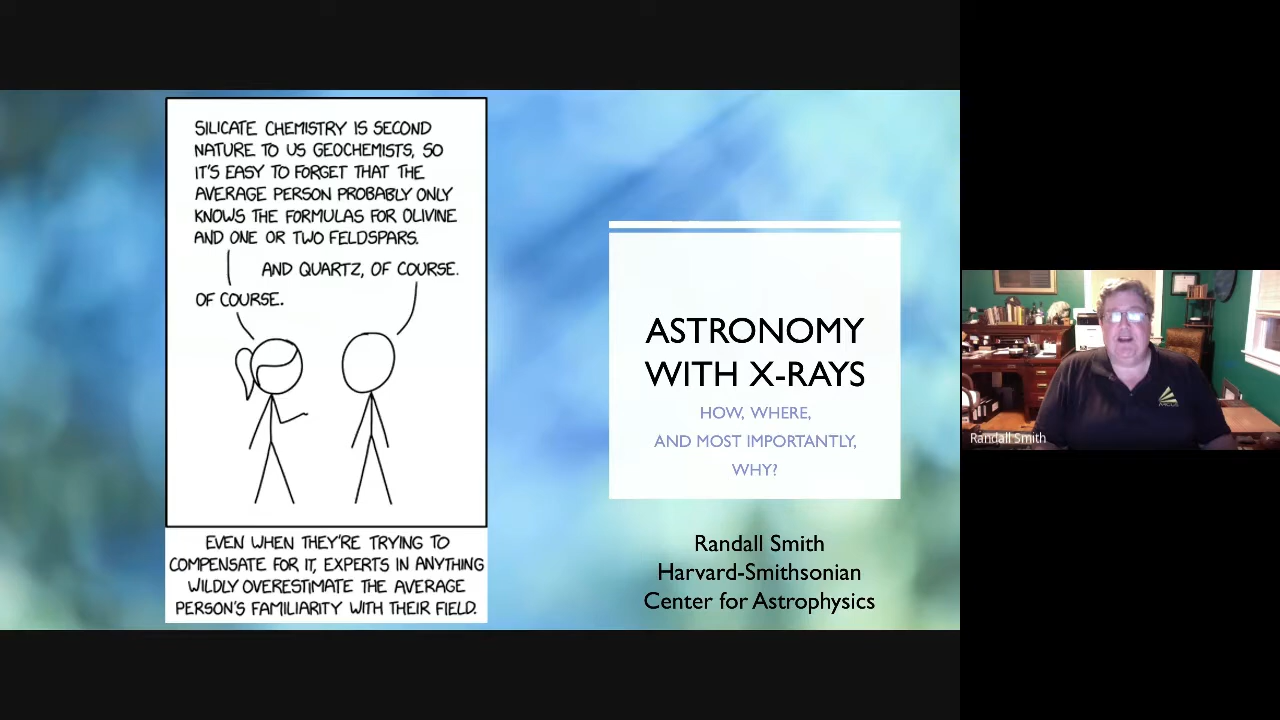 SILICATE CHEMISTRY IS SECOND
NATURE TO US GEOCHEMISTS, SO
IT'S EASY TO FORGET THAT THE
AVERAGE PERSON PROBABLY ONLY
KNOWS THE FORMULAS FOR OLIVINE
AND ONE OR TWO FELDSPARS.
AND QUARTZ, OF COURSE.
OF COURSE.
EVEN WHEN THEY'RE TRYING TO
COMPENSATE FOR IT, EXPERTS IN ANYTHING
WILDLY OVERESTIMATE THE AVERAGE
PERSON'S FAMILIARITY WITH THEIR FIELD.
ASTRONOMY
WITH X-RAYS
HOW, WHERE,
AND MOST IMPORTANTLY,
WHY?
Randall Smith
Harvard-Smithsonian
Center for Astrophysics
Randall Smith